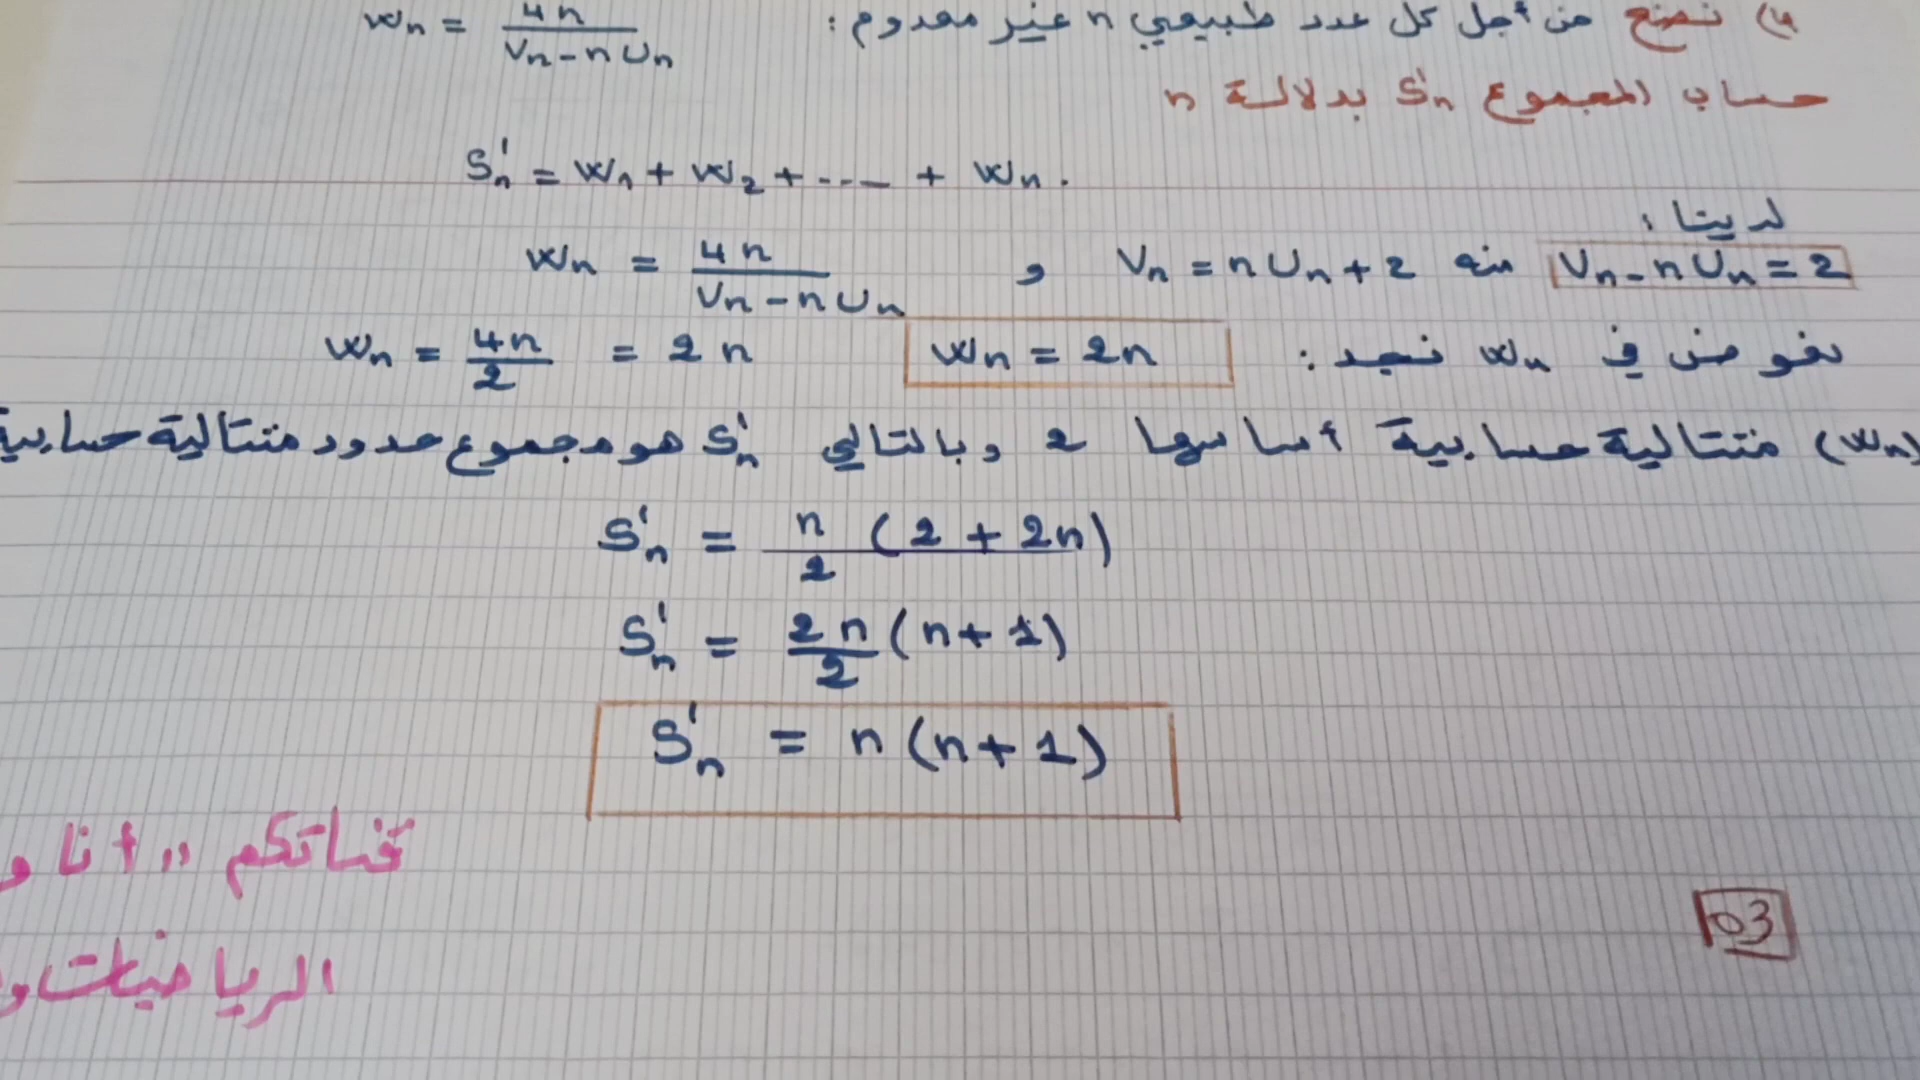 4) نضع من أجل كل عدد طبيعي n غير معدوم : Wn = 4n / (Vn - nUn)
حساب المجموع S'n بدلالة n
S'n = W1 + W2 + .... + Wn.
لدينا :
Wn = 4n / (Vn - nUn) و Vn = nUn + 2 منه Vn - nUn = 2
نعوض في Wn نجد : Wn = 2n Wn = 4n/2 = 2n
(Wn) متتالية حسابية أساسها 2 وبالتالي S'n هو مجموع حدود متتالية حسابية
S'n = n/2 (2 + 2n)
S'n = 2n/2 (n + 1)
S'n = n(n + 1)
تحياتكم ,, أنا و
الرياضيات و
03